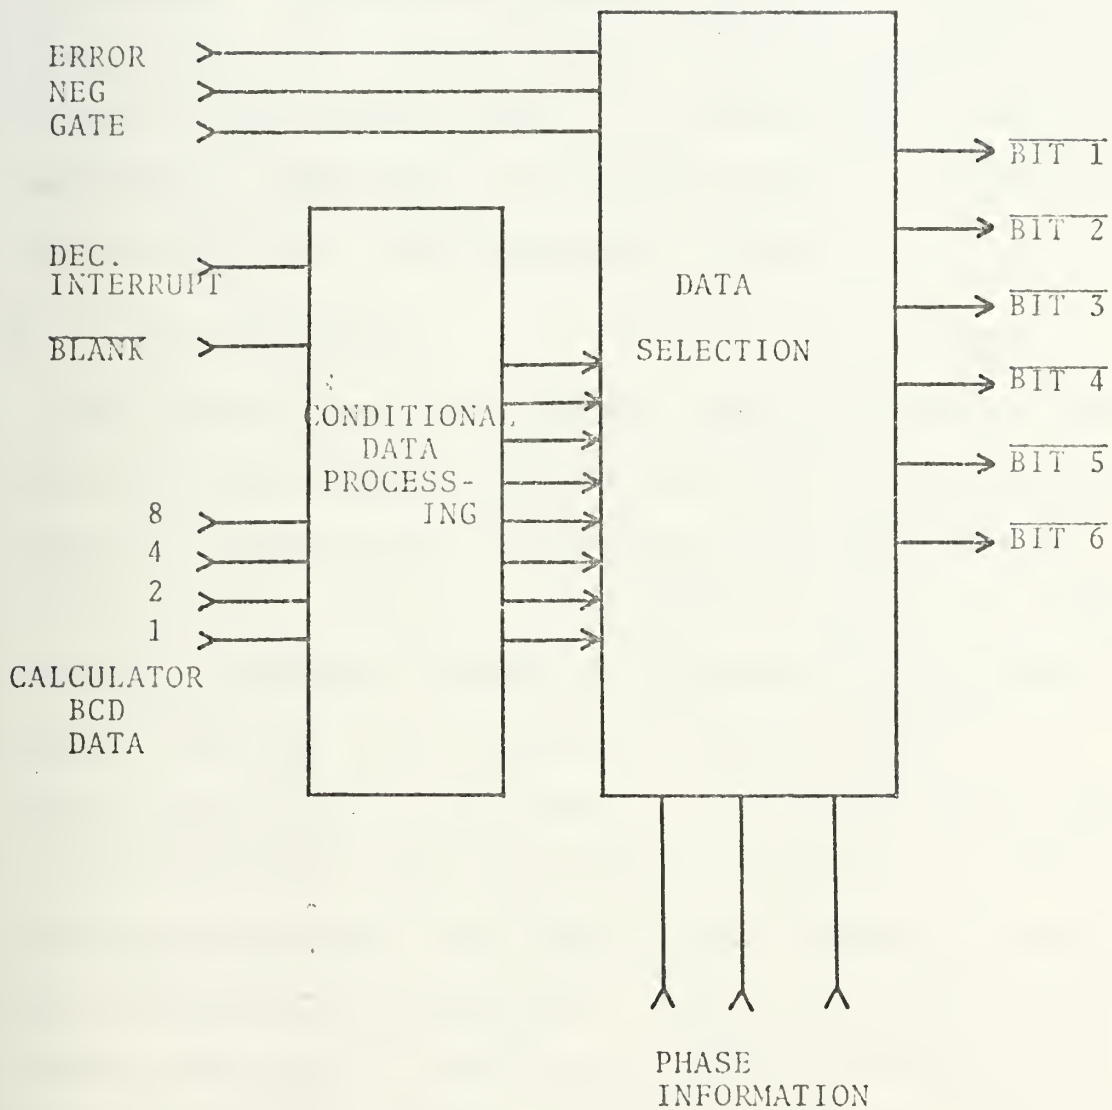 ERROR
NEG
GATE
DEC.
INTERRUPT
BLANK
8
4
2
1
CALCULATOR
BCD
DATA
CONDITIONAL
DATA
PROCESS-
ING
DATA
SELECTION
BIT 1
BIT 2
BIT 3
BIT 4
BIT 5
BIT 6
PHASE
INFORMATION